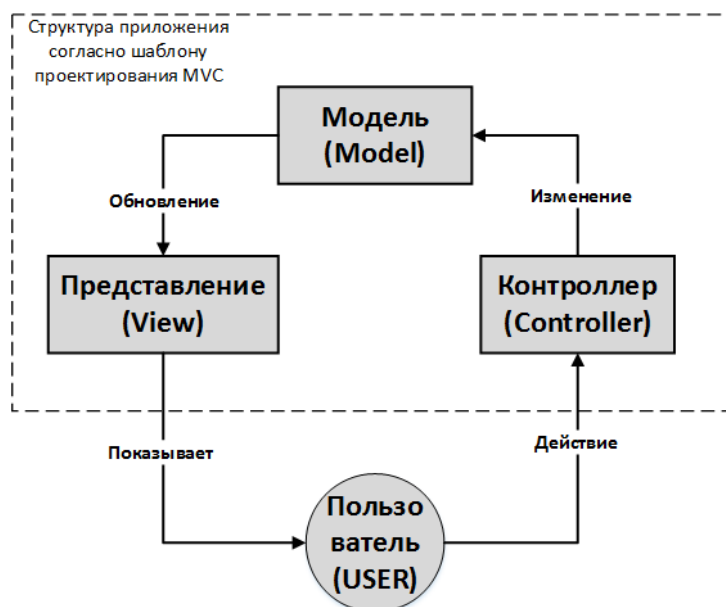 Структура приложения
согласно шаблону
проектирования MVC
Модель
(Model)
Обновление
Изменение
Представление
(View)
Контроллер
(Controller)
Показывает
Действие
Пользо
ватель
(USER)